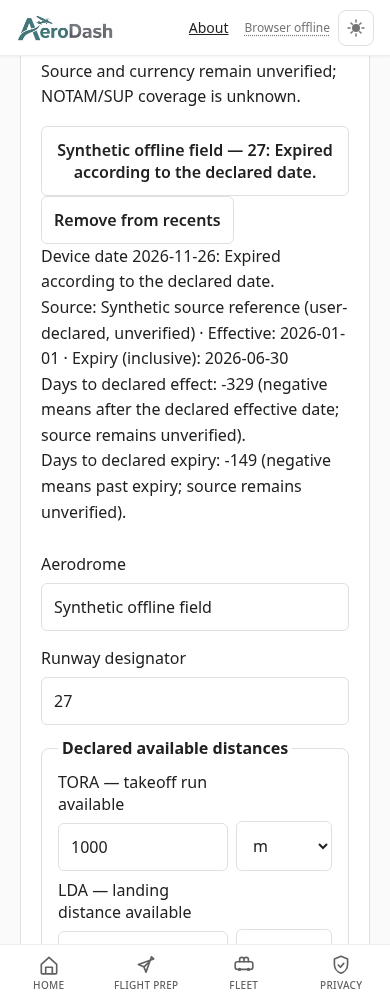 AeroDash
About
Browser offline
Source and currency remain unverified;
NOTAM/SUP coverage is unknown.
Synthetic offline field — 27: Expired
according to the declared date.
Remove from recents
Device date 2026-11-26: Expired
according to the declared date.
Source: Synthetic source reference (user-
declared, unverified) · Effective: 2026-01-
01 · Expiry (inclusive): 2026-06-30
Days to declared effect: -329 (negative
means after the declared effective date;
source remains unverified).
Days to declared expiry: -149 (negative
means past expiry; source remains
unverified).
Aerodrome
Synthetic offline field
Runway designator
27
Declared available distances
TORA — takeoff run
available
1000
m
LDA — landing
distance available
HOME
FLIGHT PREP
FLEET
PRIVACY